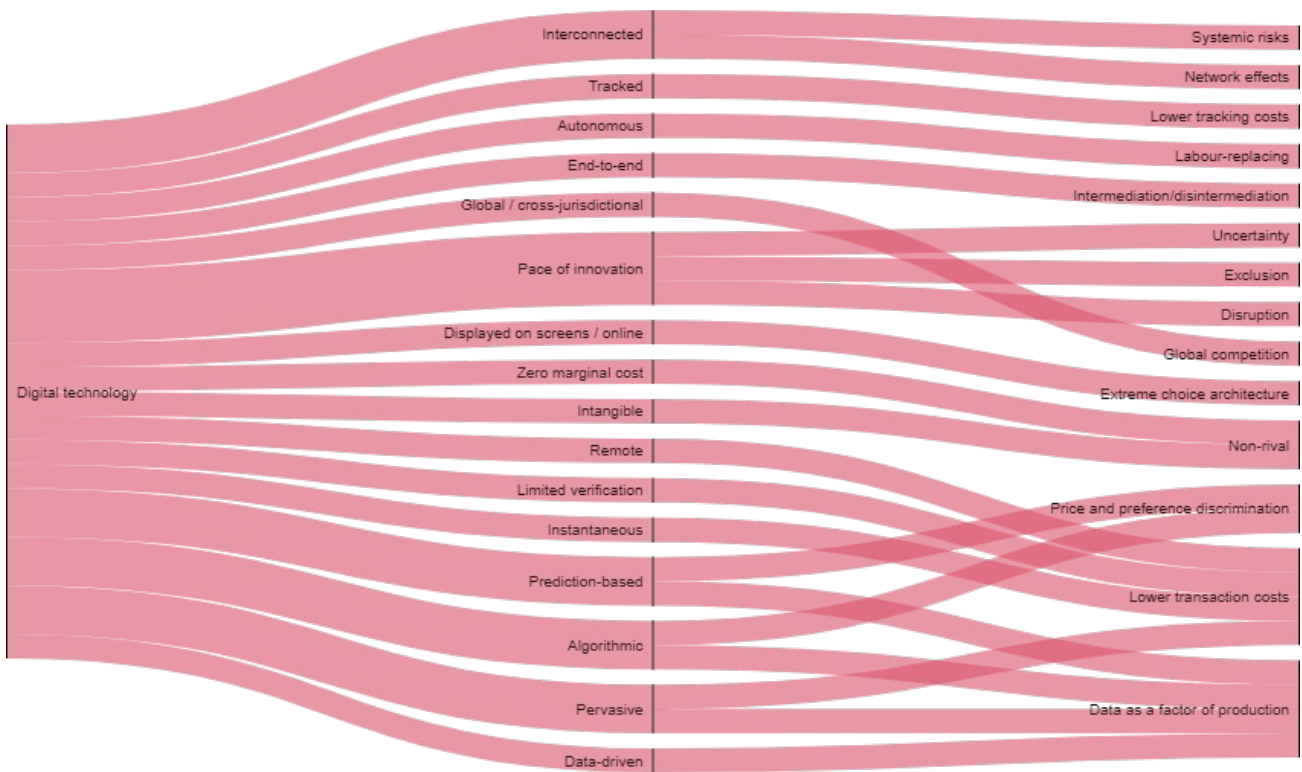 Digital technology
Interconnected
Tracked
Autonomous
End-to-end
Global / cross-jurisdictional
Pace of innovation
Displayed on screens / online
Zero marginal cost
Intangible
Remote
Limited verification
Instantaneous
Prediction-based
Algorithmic
Pervasive
Data-driven
Systemic risks
Network effects
Lower tracking costs
Labour-replacing
Intermediation/disintermediation
Uncertainty
Exclusion
Disruption
Global competition
Extreme choice architecture
Non-rival
Price and preference discrimination
Lower transaction costs
Data as a factor of production